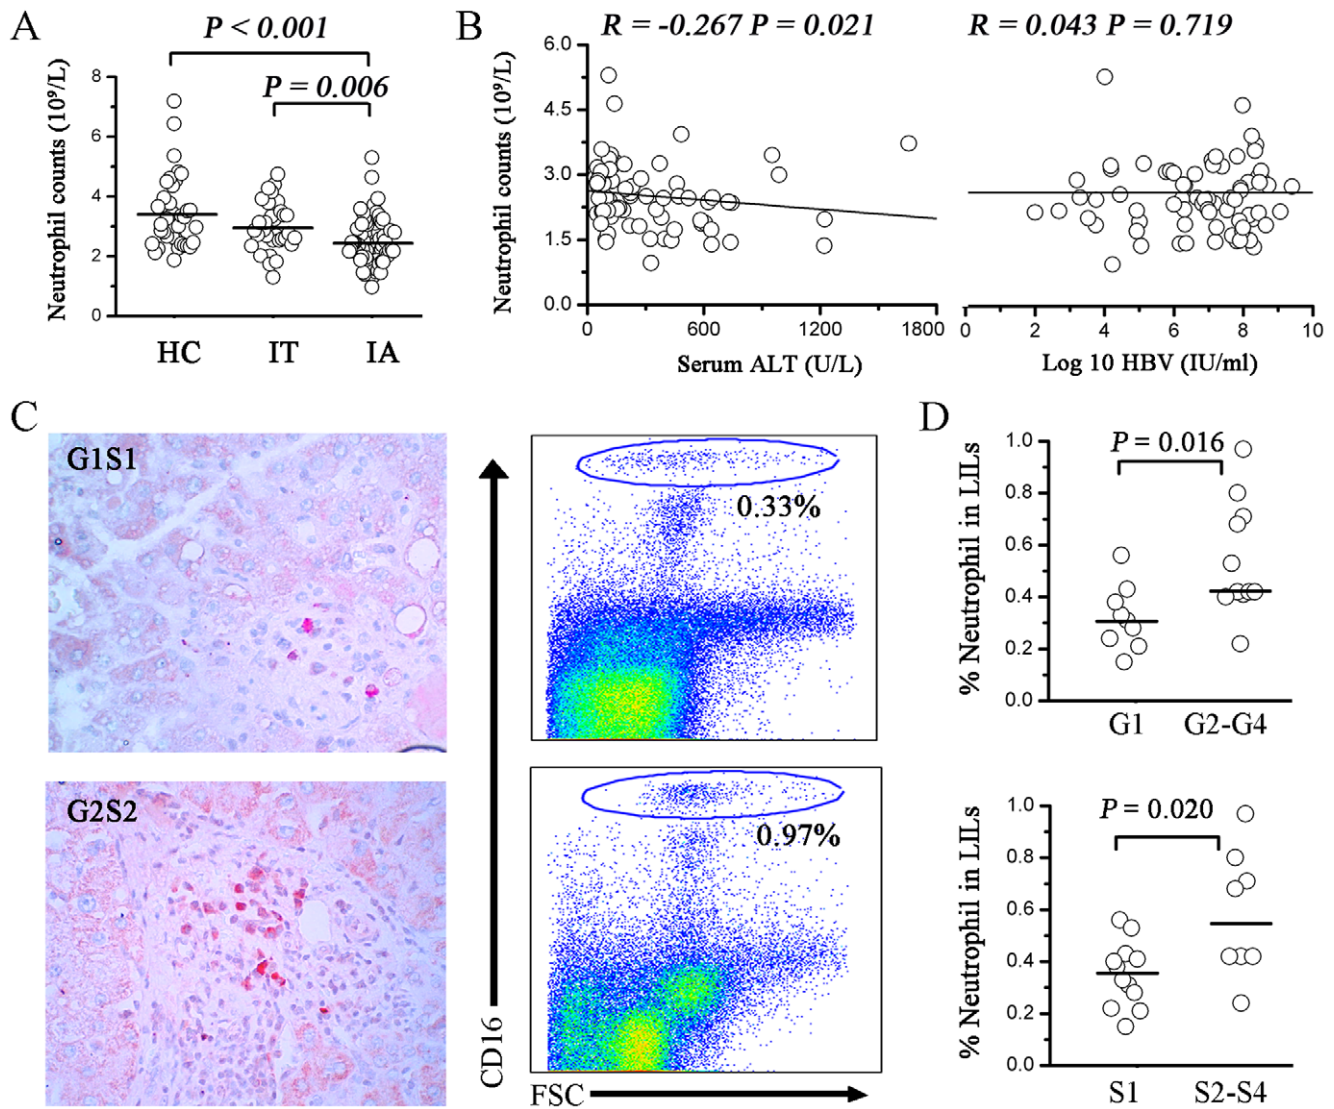 A
P < 0.001
P = 0.006
Neutrophil counts (10⁹/L)
8
6
4
2
0
HC IT IA
B
R = -0.267 P = 0.021
Neutrophil counts (10⁹/L)
6.0
4.5
3.0
1.5
0.0
0 600 1200 1800
Serum ALT (U/L)
R = 0.043 P = 0.719
0 2 4 6 8 10
Log 10 HBV (IU/ml)
C
G1S1
G2S2
CD16
0.33%
0.97%
FSC
D
P = 0.016
% Neutrophil in LILs
1.0
0.8
0.6
0.4
0.2
0.0
G1 G2-G4
P = 0.020
% Neutrophil in LILs
1.0
0.8
0.6
0.4
0.2
0.0
S1 S2-S4